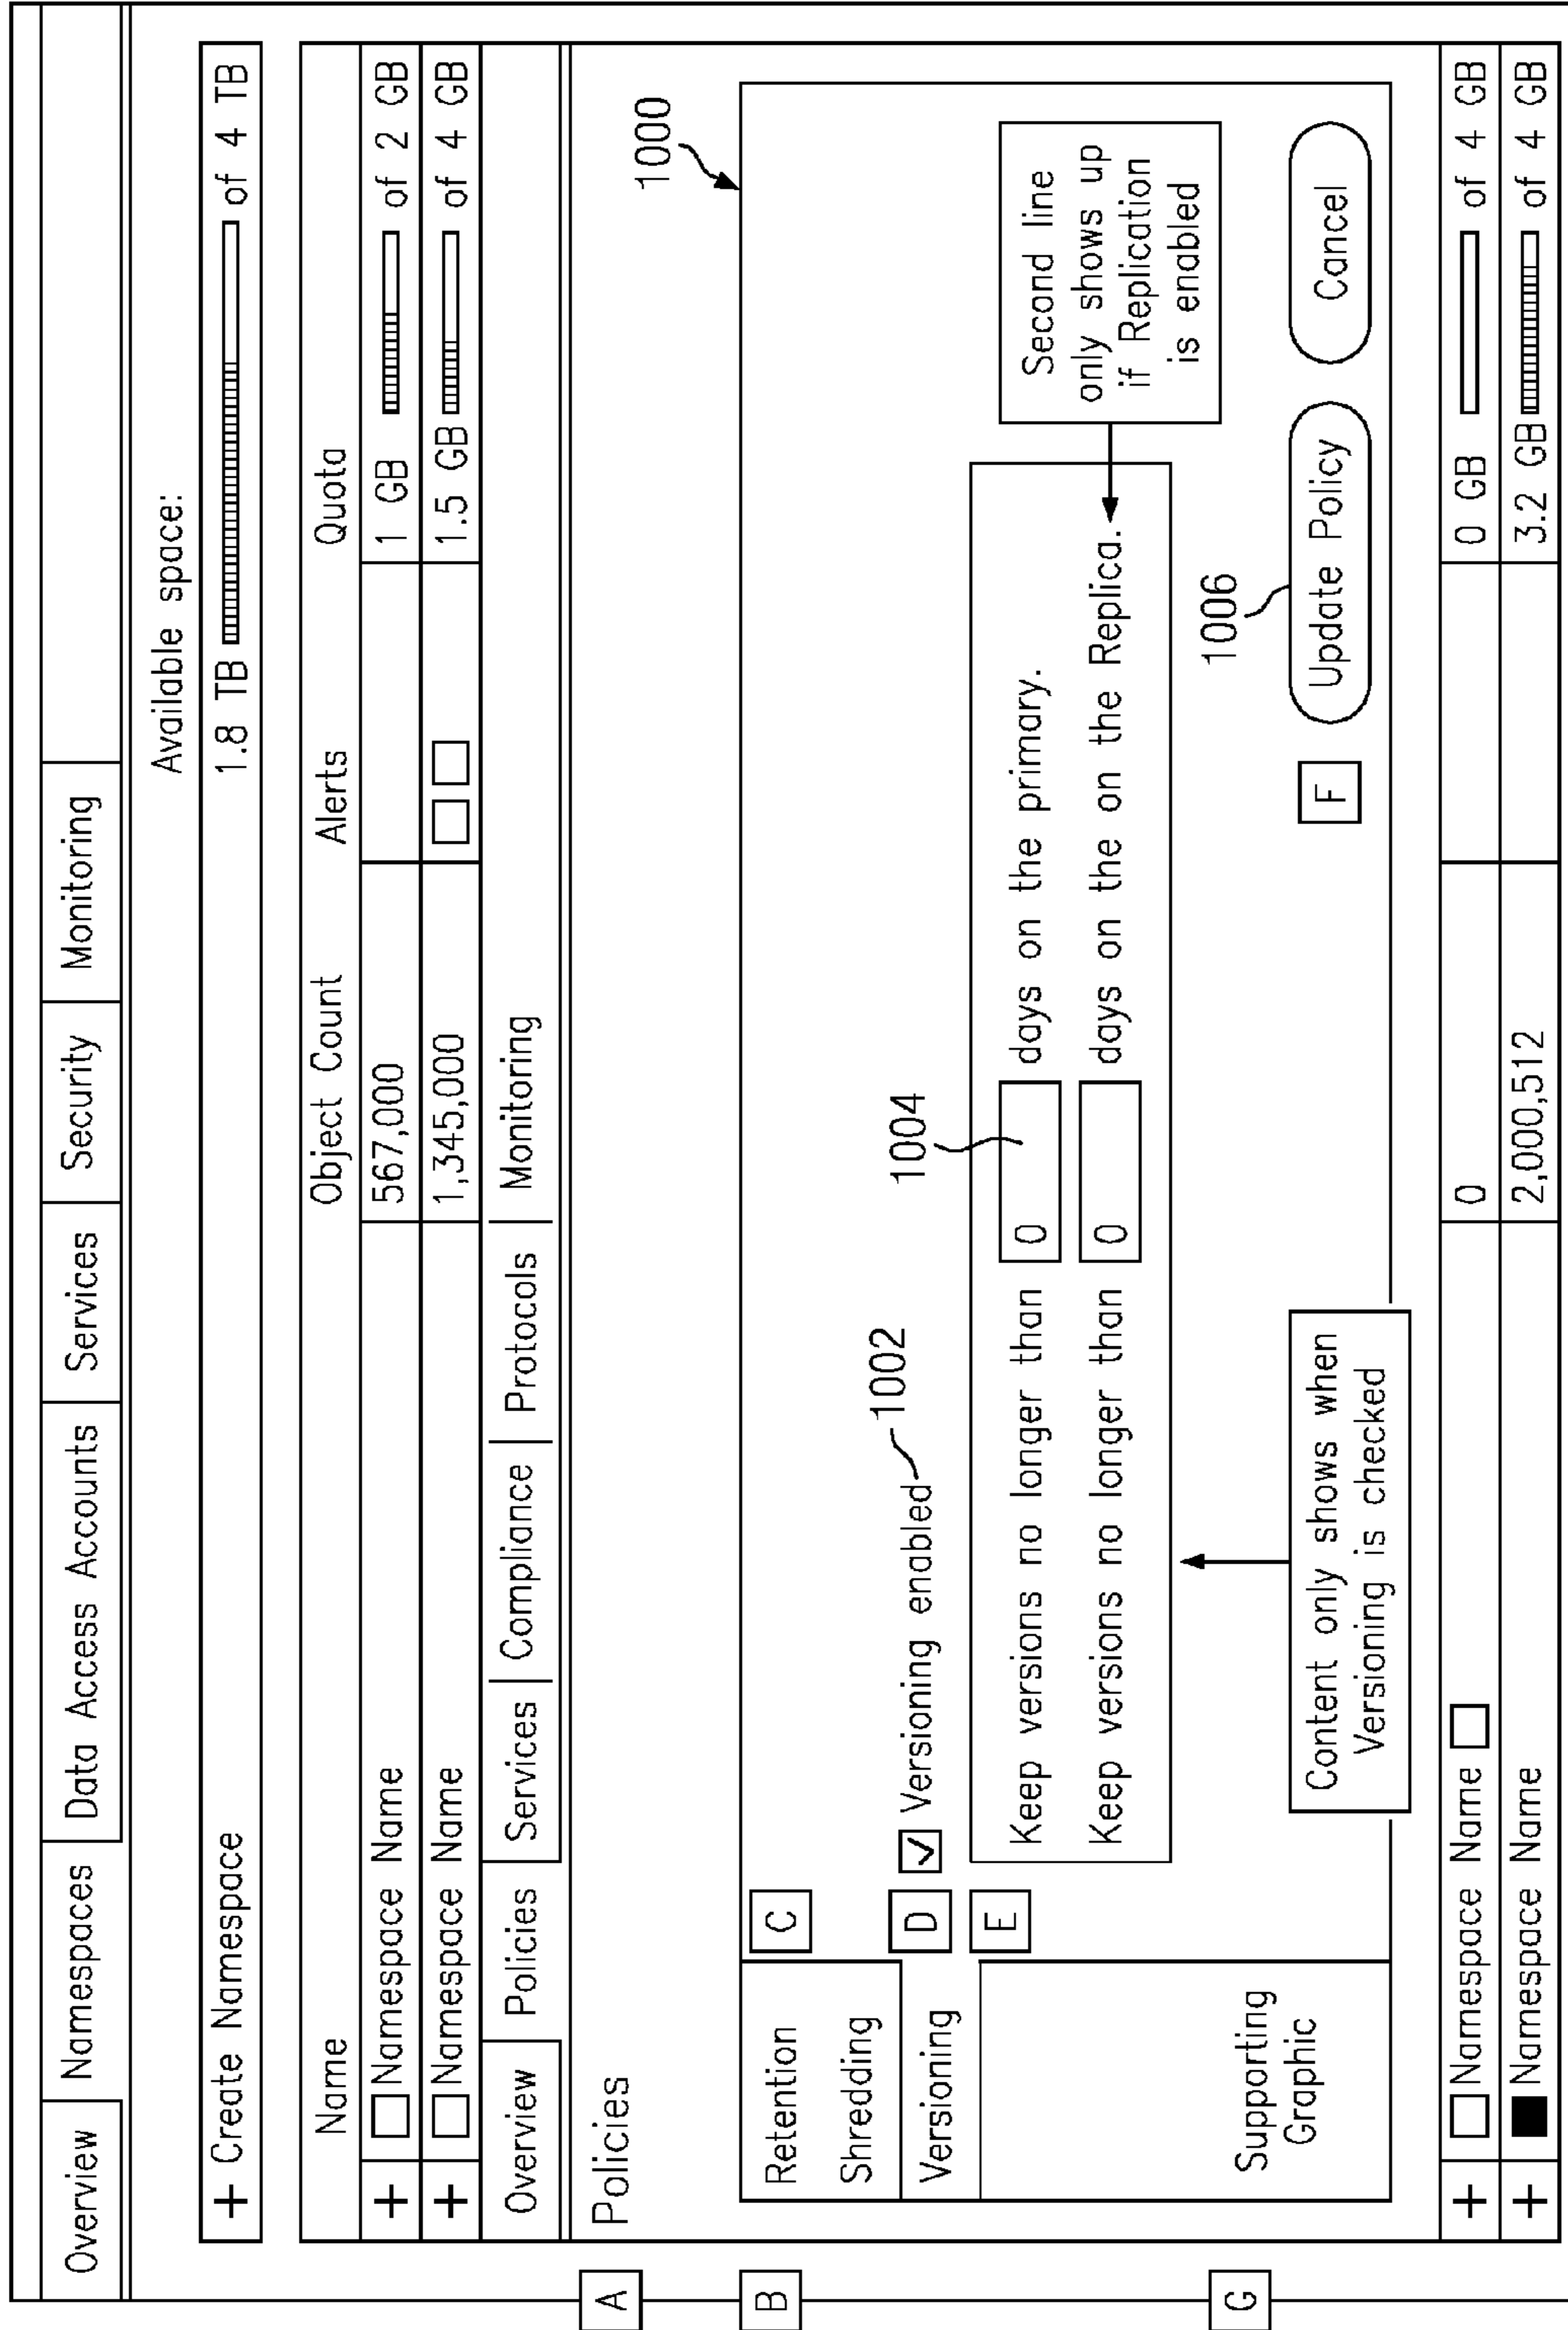 Overview Namespaces Data Access Accounts Services Security Monitoring
Available space:
+ Create Namespace 1.8 TB of 4 TB
Name Object Count Alerts Quota
+ Namespace Name 567,000 1 GB of 2 GB
+ Namespace Name 1,345,000 1.5 GB of 4 GB
Overview Policies Services Compliance Protocols Monitoring
A
Policies
1000
B
Retention
C
Shredding
Versioning
D
Versioning enabled
1002
E
1004
Keep versions no longer than 0 days on the primary.
Keep versions no longer than 0 days on the on the Replica.
Second line
only shows up
if Replication
is enabled
G
Supporting
Graphic
Content only shows when
Versioning is checked
F
1006
Update Policy
Cancel
+ Namespace Name 0 0 GB of 4 GB
+ Namespace Name 2,000,512 3.2 GB of 4 GB